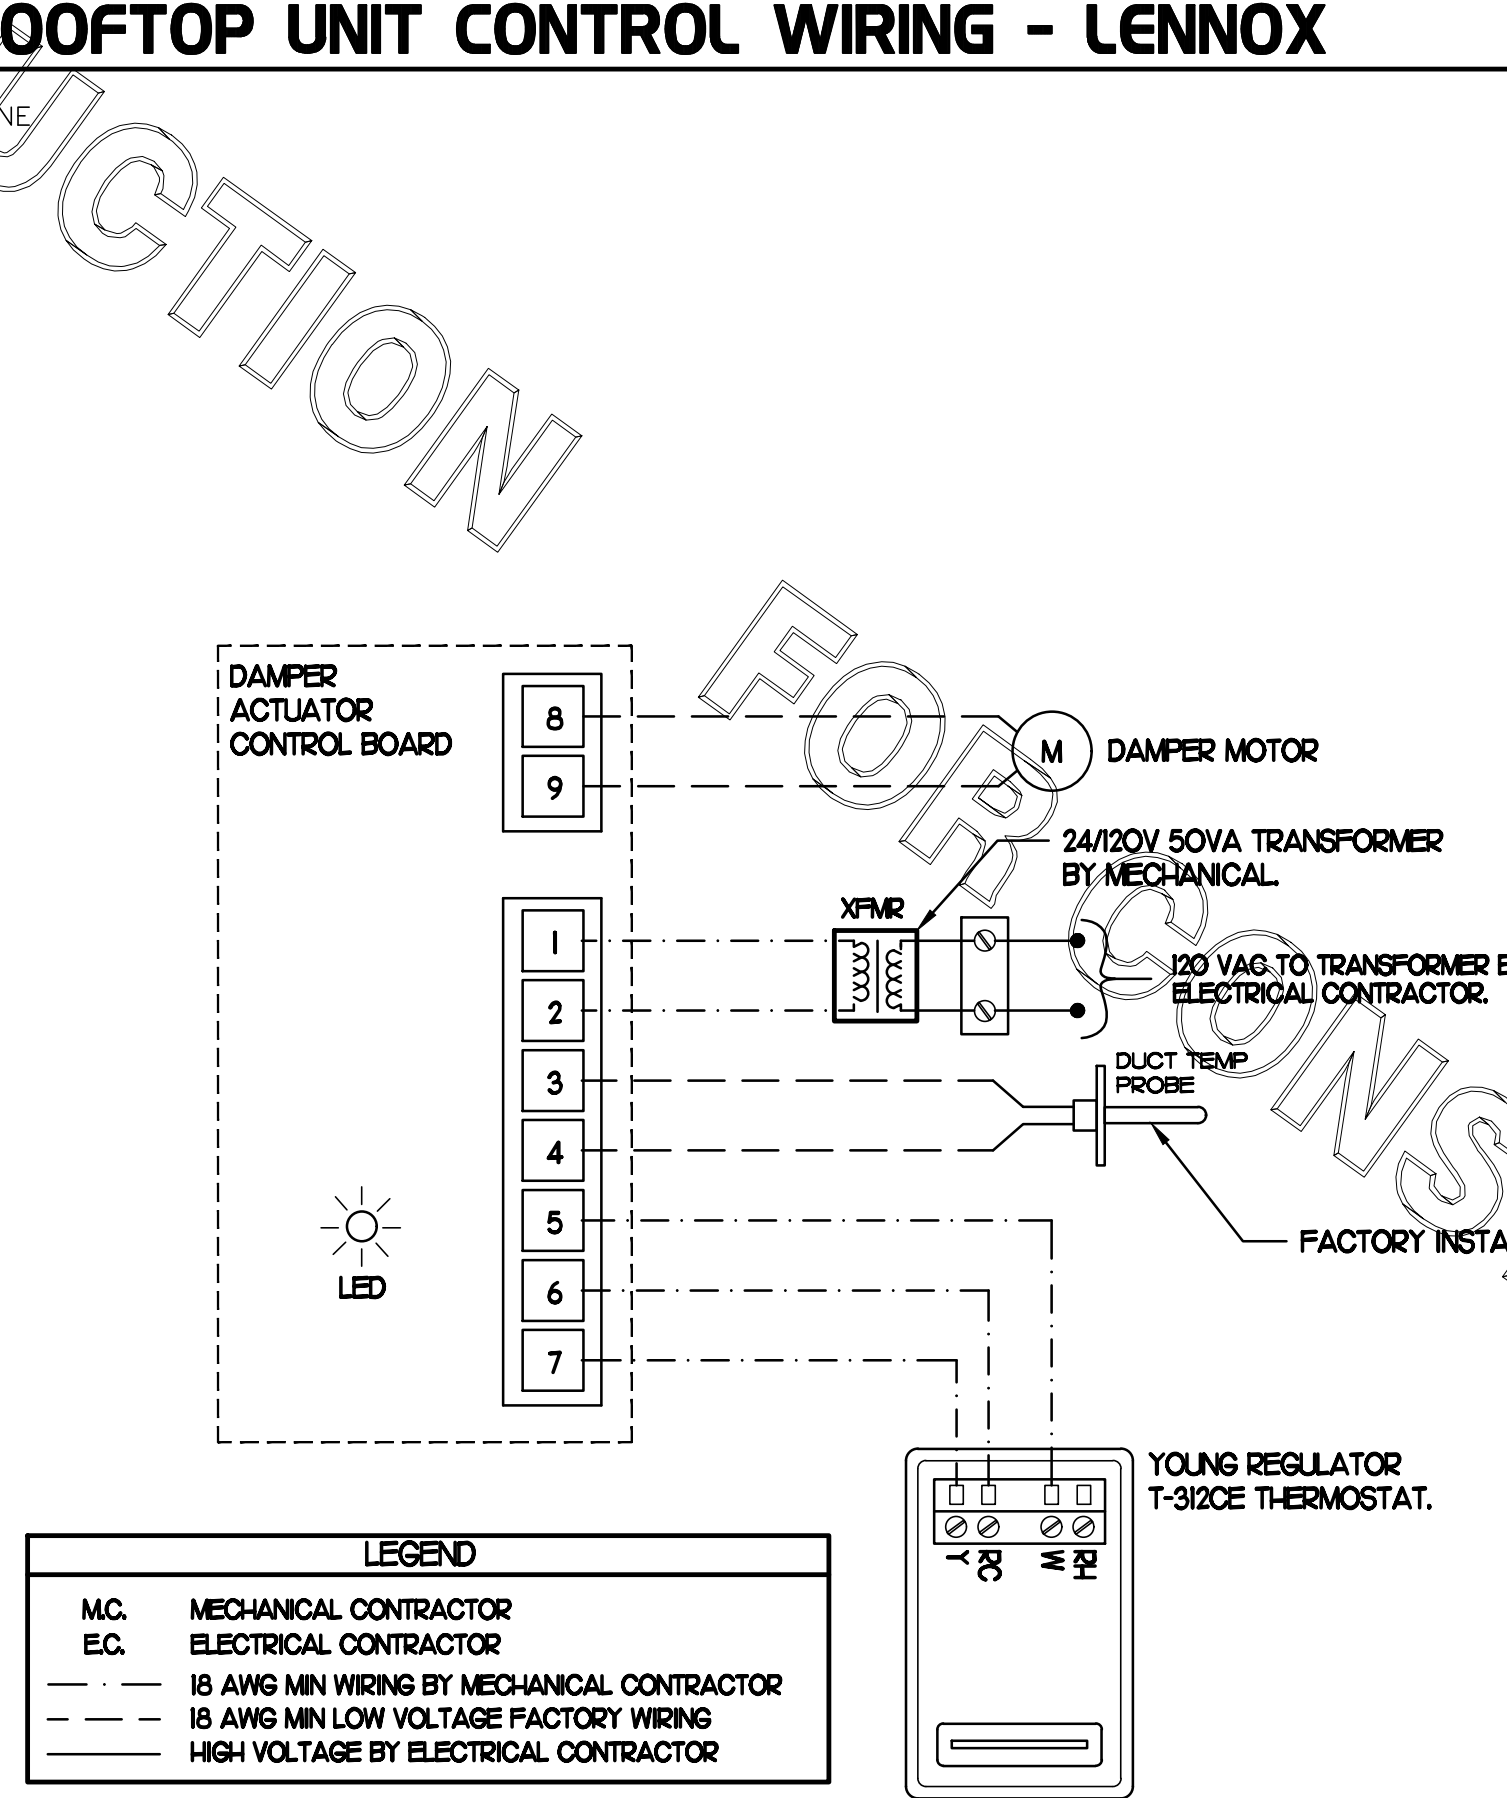 OOFTOP UNIT CONTROL WIRING - LENNOX
NE
UCTION
FOR CONS
DAMPER
ACTUATOR
CONTROL BOARD
8
9
M
DAMPER MOTOR
24/120V 50VA TRANSFORMER
BY MECHANICAL.
XFMR
1
2
3
4
5
6
7
120 VAC TO TRANSFORMER B
ELECTRICAL CONTRACTOR.
DUCT TEMP
PROBE
FACTORY INSTA
LED
YOUNG REGULATOR
T-312CE THERMOSTAT.
Y RC W RH
LEGEND
M.C. MECHANICAL CONTRACTOR
E.C. ELECTRICAL CONTRACTOR
18 AWG MIN WIRING BY MECHANICAL CONTRACTOR
18 AWG MIN LOW VOLTAGE FACTORY WIRING
HIGH VOLTAGE BY ELECTRICAL CONTRACTOR